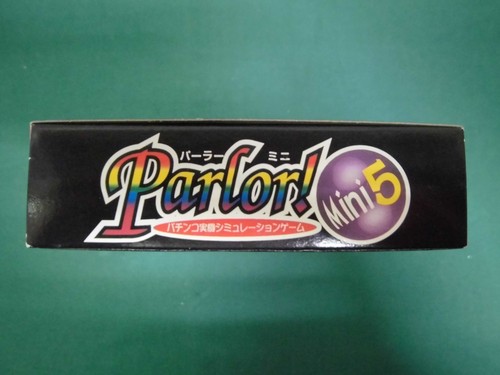 パーラー ミニ
Parlor! Mini 5
パチンコ実機シミュレーションゲーム